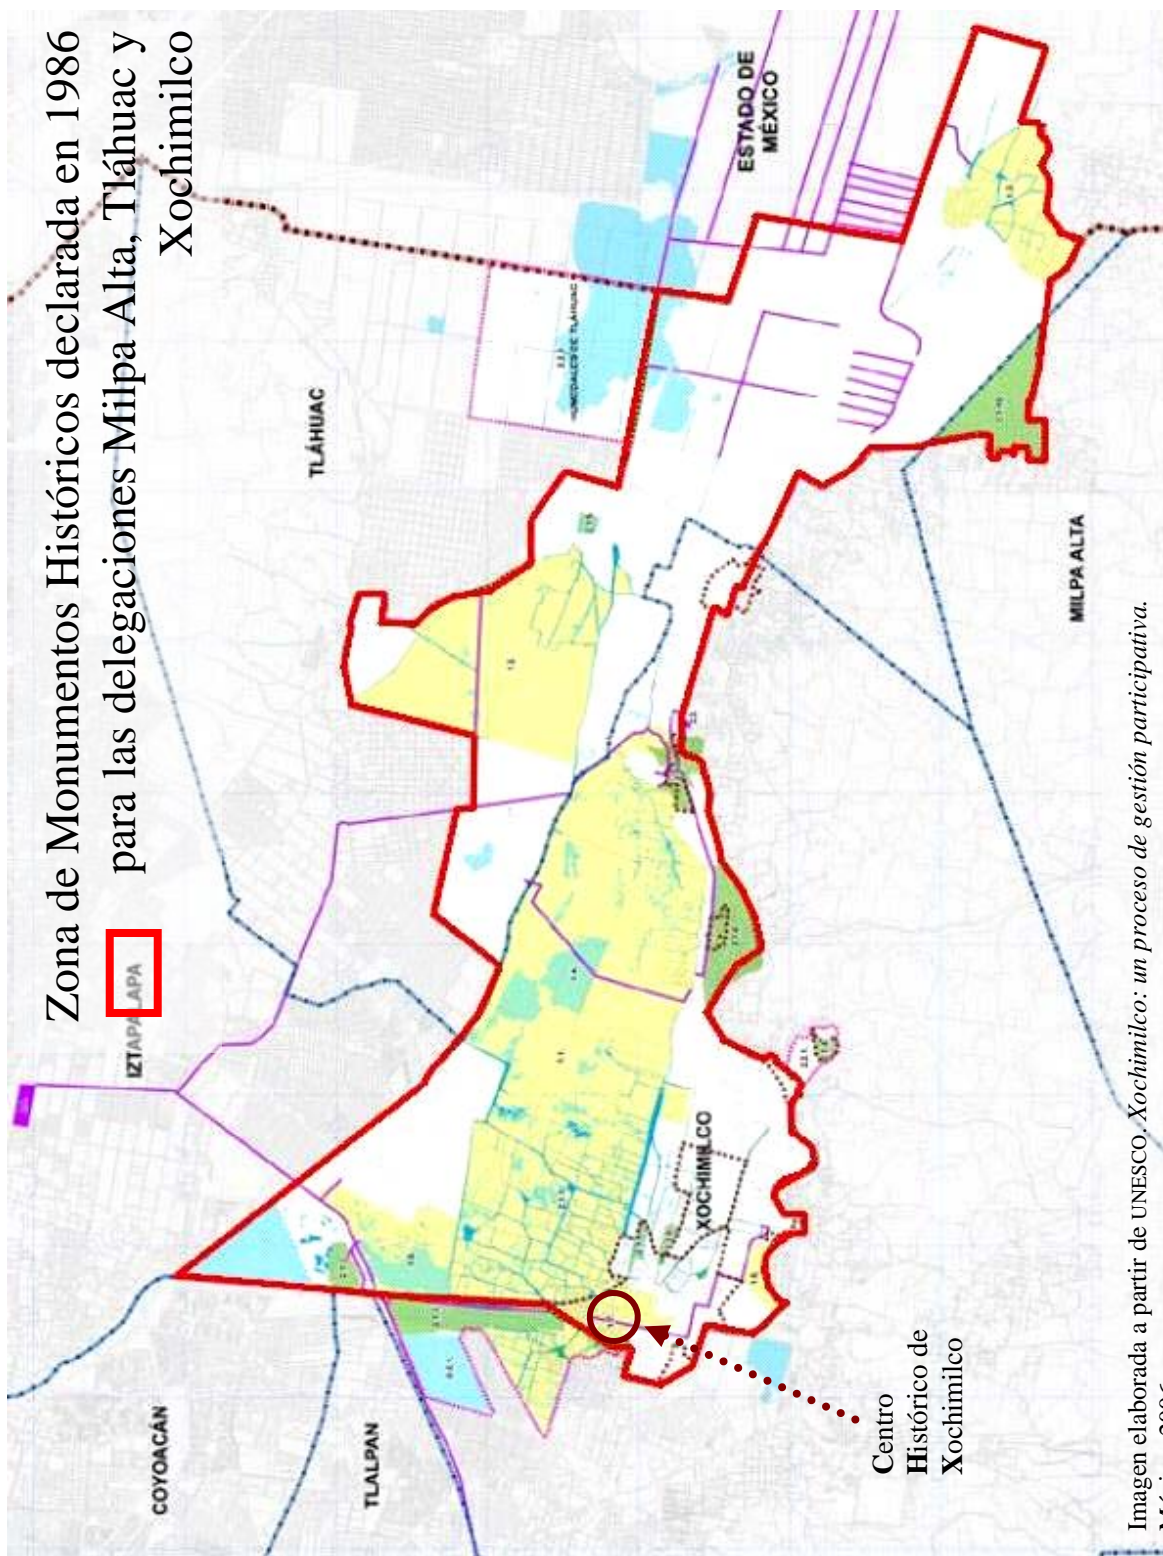 Zona de Monumentos Históricos declarada en 1986
para las delegaciones Milpa Alta, Tláhuac y
Xochimilco
IZTAPALAPA
TLÁHUAC
ESTADO DE
MÉXICO
COYOACÁN
TLALPAN
XOCHIMILCO
MILPA ALTA
Centro
Histórico de
Xochimilco
Imagen elaborada a partir de UNESCO, Xochimilco: un proceso de gestión participativa.
México, 2006